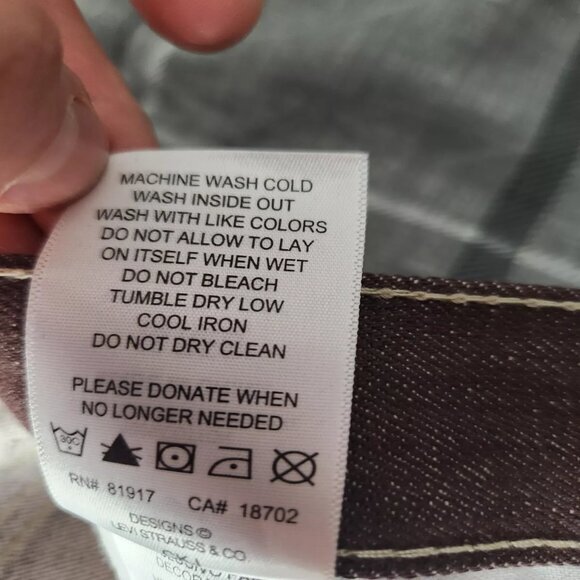 MACHINE WASH COLD
WASH INSIDE OUT
WASH WITH LIKE COLORS
DO NOT ALLOW TO LAY
ON ITSELF WHEN WET
DO NOT BLEACH
TUMBLE DRY LOW
COOL IRON
DO NOT DRY CLEAN
PLEASE DONATE WHEN
NO LONGER NEEDED
30C
RN# 81917 CA# 18702
DESIGNS ©
LEVI STRAUSS & CO.